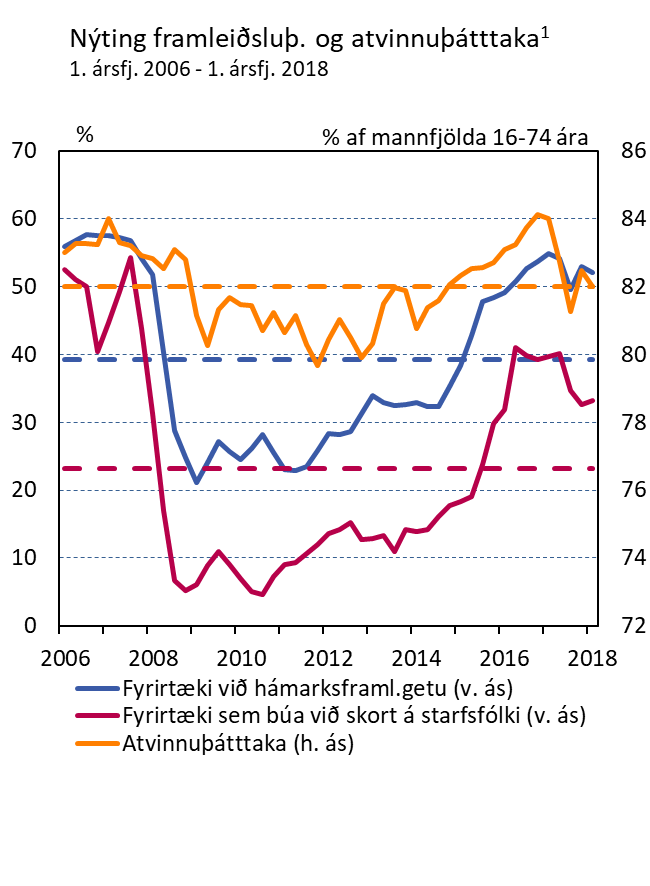 Nýting framleiðsluþ. og atvinnuþátttaka1
1. ársfj. 2006 - 1. ársfj. 2018
%
% af mannfjölda 16-74 ára
70 86
60 84
50 82
40 80
30 78
20 76
10 74
0 72
2006 2008 2010 2012 2014 2016 2018
Fyrirtæki við hámarksframl.getu (v. ás)
Fyrirtæki sem búa við skort á starfsfólki (v. ás)
Atvinnuþátttaka (h. ás)